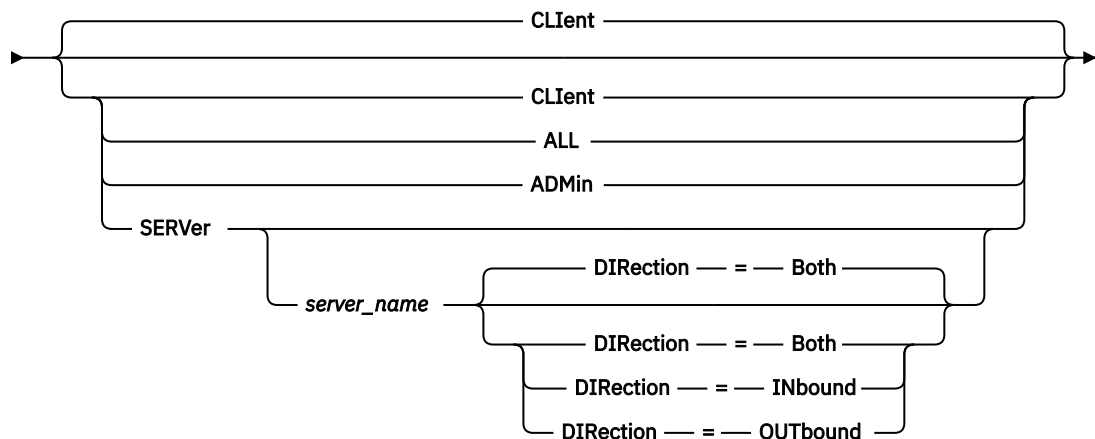 CLIent
CLIent
ALL
ADMin
SERVer
DIRection = Both
server_name
DIRection = Both
DIRection = INbound
DIRection = OUTbound